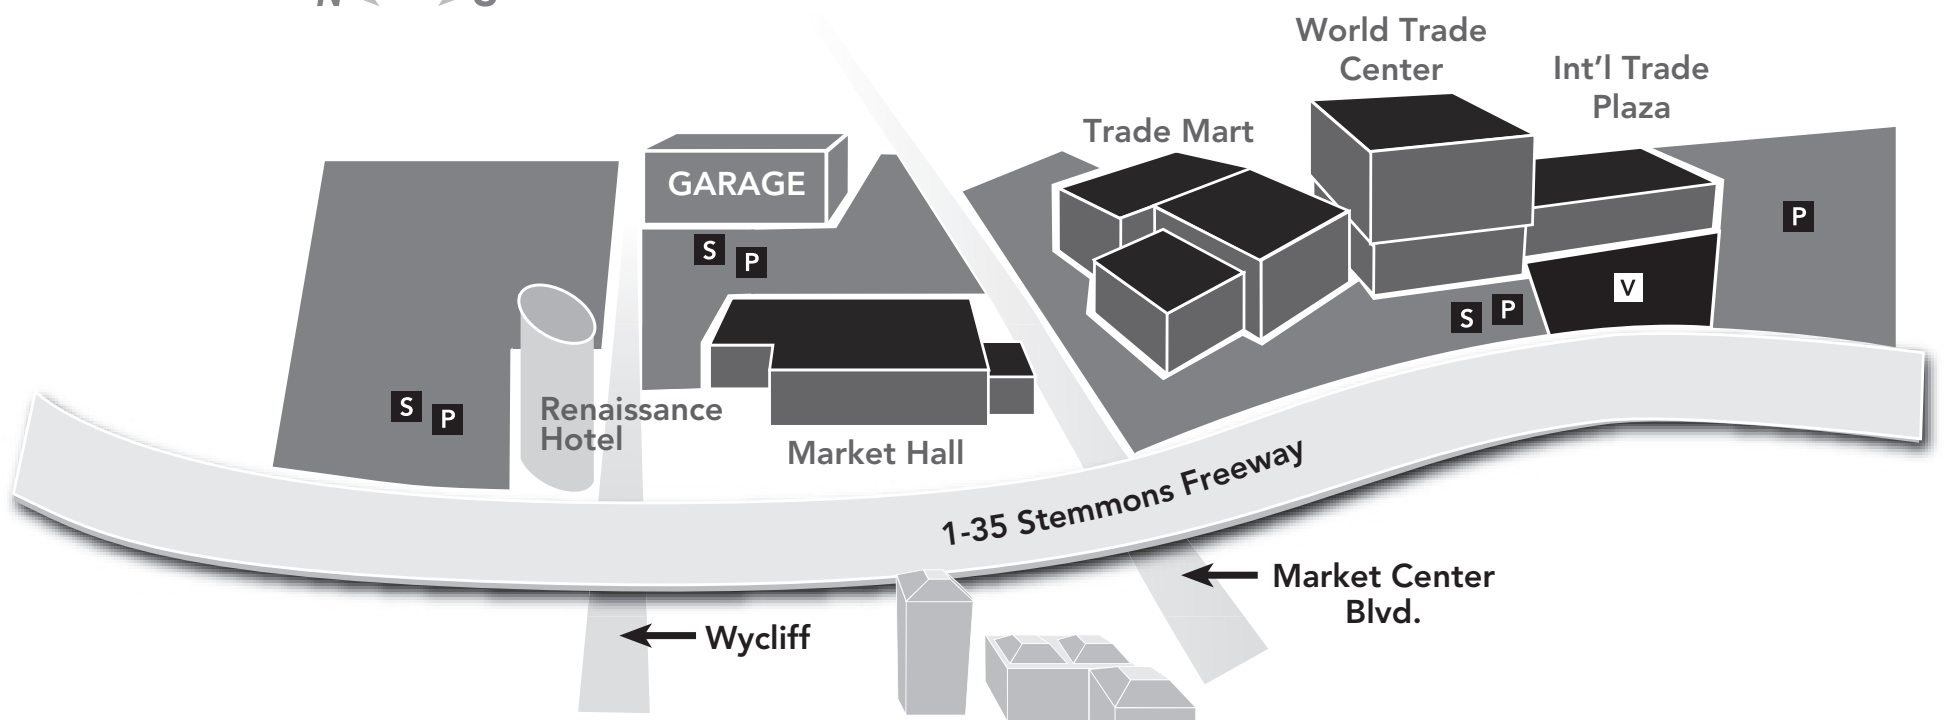 N S
World Trade
Center
Int'l Trade
Plaza
Trade Mart
GARAGE
P
S P
V
S P
S P
Renaissance
Hotel
Market Hall
1-35 Stemmons Freeway
Market Center
Blvd.
Wycliff